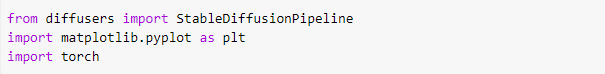 from diffusers import StableDiffusionPipeline
import matplotlib.pyplot as plt
import torch